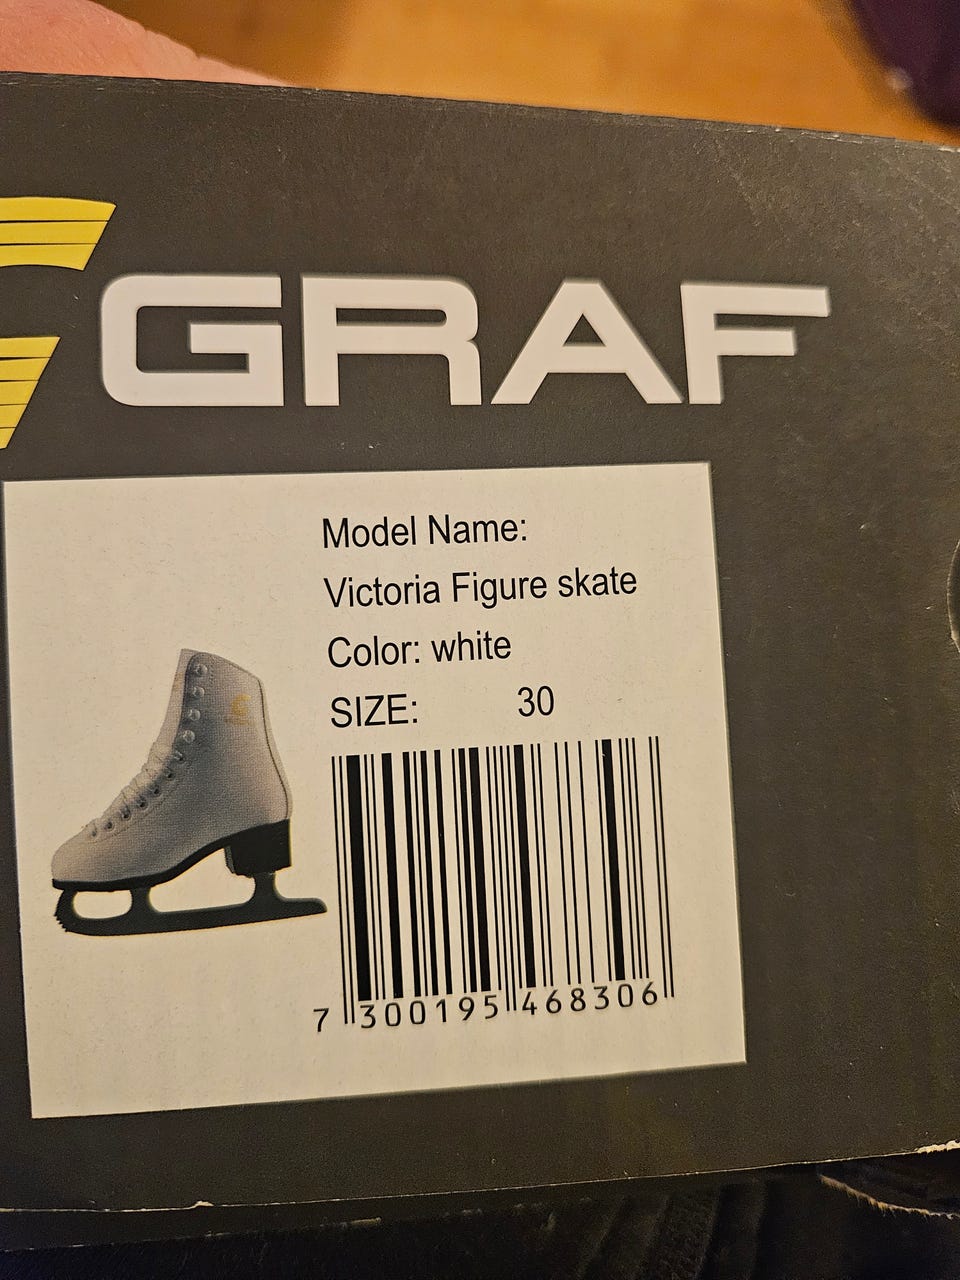 GRAF
Model Name:
Victoria Figure skate
Color: white
SIZE: 30
7 300195 468306